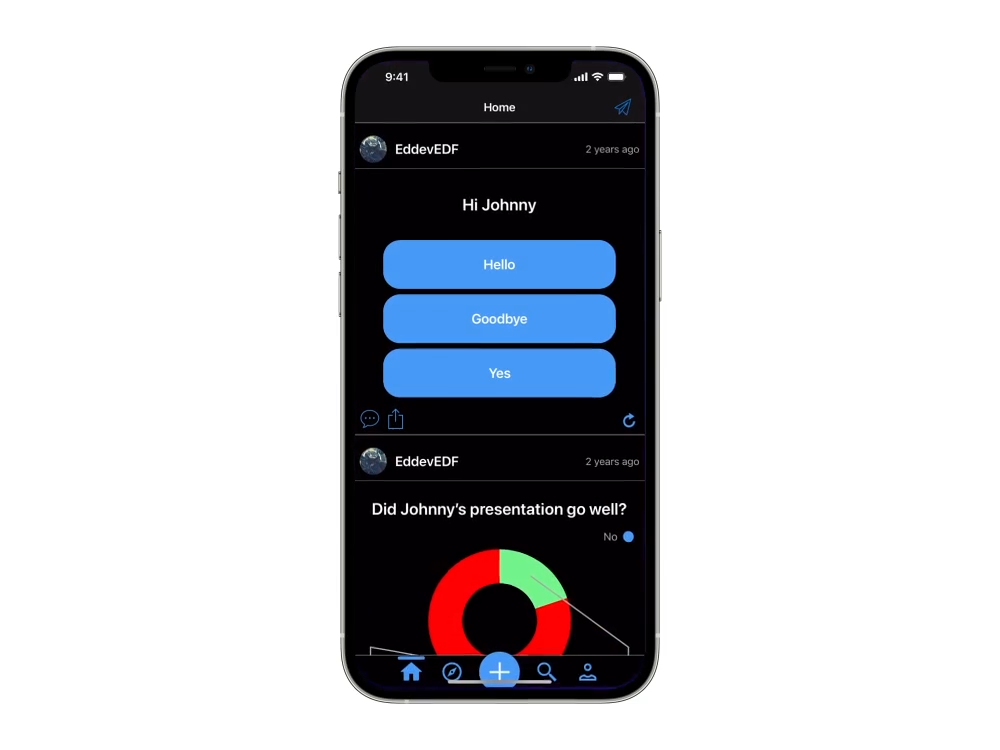 9:41
Home
EddevEDF
2 years ago
Hi Johnny
Hello
Goodbye
Yes
EddevEDF
2 years ago
Did Johnny's presentation go well?
No